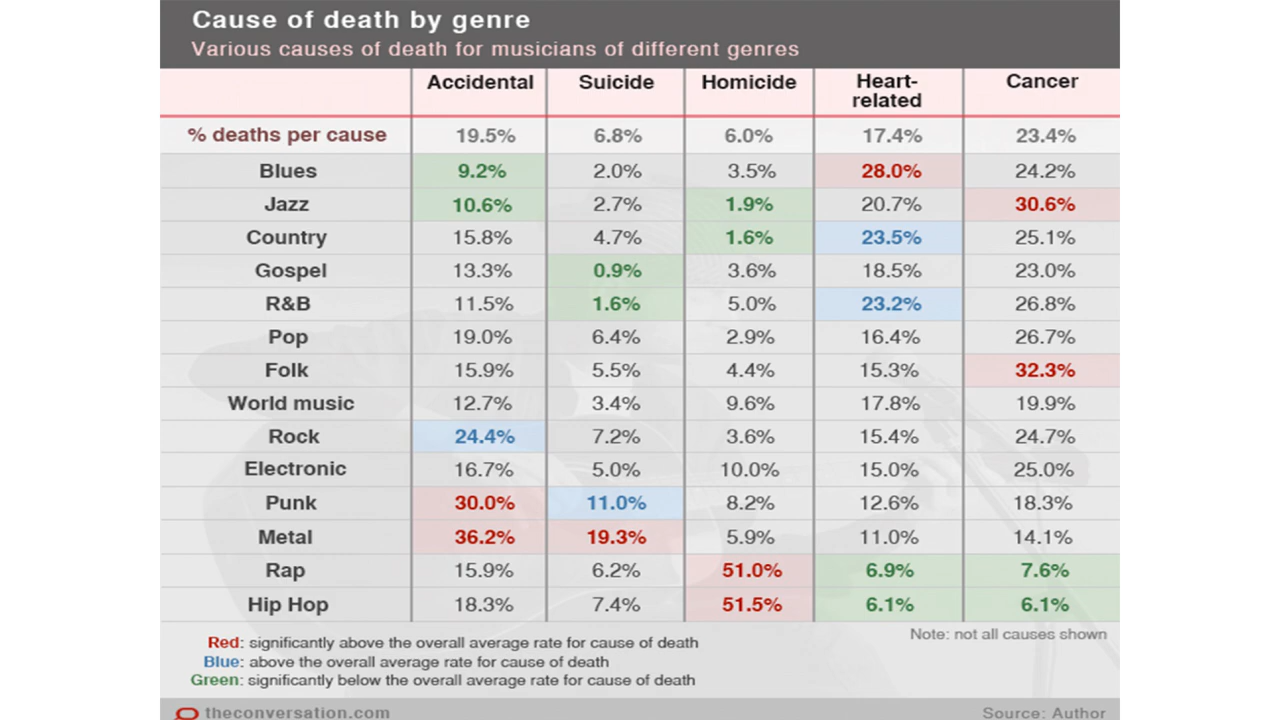 Cause of death by genre
Various causes of death for musicians of different genres
Accidental Suicide Homicide Heart-related Cancer
% deaths per cause 19.5% 6.8% 6.0% 17.4% 23.4%
Blues 9.2% 2.0% 3.5% 28.0% 24.2%
Jazz 10.6% 2.7% 1.9% 20.7% 30.6%
Country 15.8% 4.7% 1.6% 23.5% 25.1%
Gospel 13.3% 0.9% 3.6% 18.5% 23.0%
R&B 11.5% 1.6% 5.0% 23.2% 26.8%
Pop 19.0% 6.4% 2.9% 16.4% 26.7%
Folk 15.9% 5.5% 4.4% 15.3% 32.3%
World music 12.7% 3.4% 9.6% 17.8% 19.9%
Rock 24.4% 7.2% 3.6% 15.4% 24.7%
Electronic 16.7% 5.0% 10.0% 15.0% 25.0%
Punk 30.0% 11.0% 8.2% 12.6% 18.3%
Metal 36.2% 19.3% 5.9% 11.0% 14.1%
Rap 15.9% 6.2% 51.0% 6.9% 7.6%
Hip Hop 18.3% 7.4% 51.5% 6.1% 6.1%
Note: not all causes shown
Red: significantly above the overall average rate for cause of death
Blue: above the overall average rate for cause of death
Green: significantly below the overall average rate for cause of death
theconversation.com Source: Author